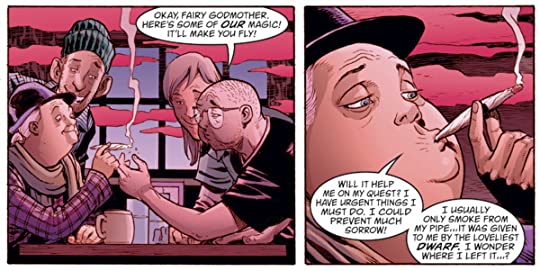 OKAY, FAIRY GODMOTHER,
HERE'S SOME OF OUR MAGIC!
IT'LL MAKE YOU FLY!
WILL IT HELP
ME ON MY QUEST? I
HAVE URGENT THINGS I
MUST DO. I COULD
PREVENT MUCH
SORROW!
I USUALLY
ONLY SMOKE FROM
MY PIPE...IT WAS GIVEN
TO ME BY THE LOVELIEST
DWARF. I WONDER
WHERE I LEFT IT...?